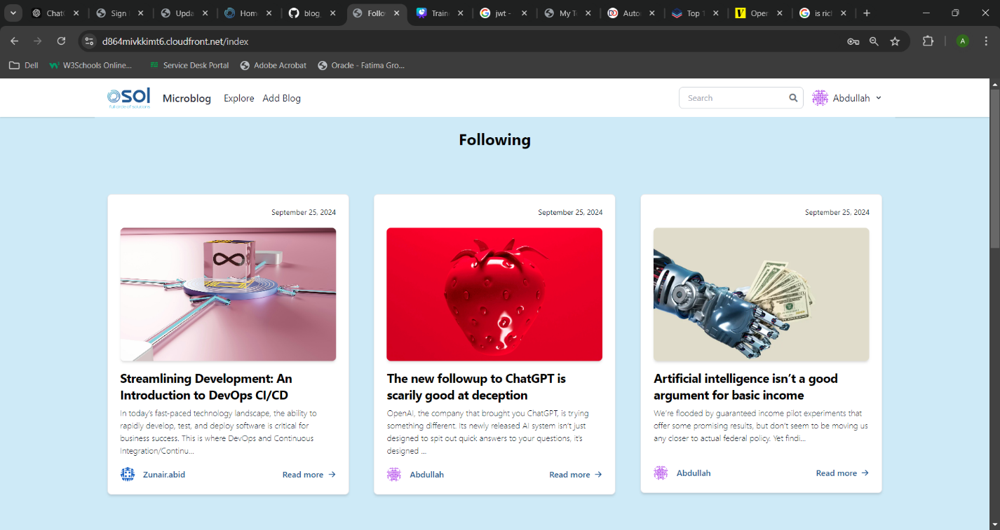 ChatG
Sign
Upda
Home
blog_
Follo
Traini
jwt -
My To
Auto
Top 1
Oper
is ric
d864mivkkimt6.cloudfront.net/index
A
Dell
W3Schools Online...
Service Desk Portal
Adobe Acrobat
Oracle - Fatima Gro...
osol
full circle of solutions
Microblog
Explore
Add Blog
Search
Abdullah
Following
September 25, 2024
Streamlining Development: An
Introduction to DevOps CI/CD
In today's fast-paced technology landscape, the ability to
rapidly develop, test, and deploy software is critical for
business success. This is where DevOps and Continuous
Integration/Continu...
Zunair.abid
Read more →
September 25, 2024
The new followup to ChatGPT is
scarily good at deception
OpenAI, the company that brought you ChatGPT, is trying
something different. Its newly released AI system isn't just
designed to spit out quick answers to your questions, it's
designed ...
Abdullah
Read more →
September 25, 2024
Artificial intelligence isn't a good
argument for basic income
We're flooded by guaranteed income pilot experiments that
offer some promising results, but don't seem to be moving us
any closer to actual federal policy. Yet findi...
Abdullah
Read more →